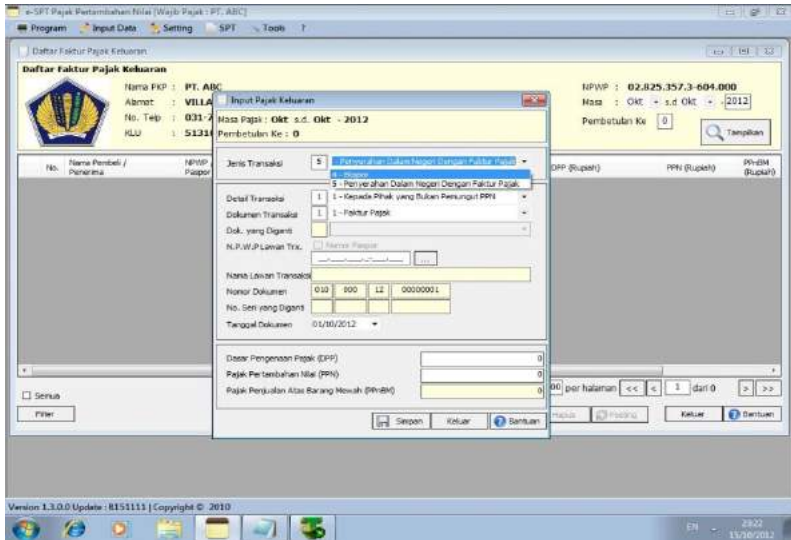 e-SPT Pajak Pertambahan Nilai (Wajib Pajak : PT. ABC)
Program Input Data Setting SPT Tools ?
Daftar Faktur Pajak Keluaran
Daftar Faktur Pajak Keluaran
Nama PKP : PT. ABC
NPWP : 02.825.357.3-604.000
Alamat : VILLA
Masa : Okt s.d Okt - 2012
No. Telp : 031-7
Pembetulan Ke 0
KLU : 5131
Tampilkan
No. Nama Pembeli / Penerima NPWP Paspor DPP (Rupiah) PPN (Rupiah) PPnBM (Rupiah)
Input Pajak Keluaran
Masa Pajak : Okt s.d. Okt - 2012
Pembetulan Ke : 0
Jenis Transaksi 5 - Penyerahan Dalam Negeri Dengan Faktur Pajak
4 - Ekspor
5 - Penyerahan Dalam Negeri Dengan Faktur Pajak
Detail Transaksi 1 1 - Kepada Pihak yang Bukan Pemungut PPN
Dokumen Transaksi 1 1 - Faktur Pajak
Dok. yang Diganti
N.P.W.P Lawan Trx. Nomor Paspor
...
Nama Lawan Transaksi
Nomor Dokumen 010 000 12 00000001
No. Seri yang Diganti
Tanggal Dokumen 01/10/2012
Dasar Pengenaan Pajak (DPP) 0
Pajak Pertambahan Nilai (PPN) 0
Pajak Penjualan Atas Barang Mewah (PPnBM) 0
Simpan Keluar Bantuan
00 per halaman << < 1 dari 0 > >>
Semua
Filter
Hapus Posting Keluar Bantuan
Version 1.3.0.0 Update : 8151111 | Copyright © 2010
EN 20:22
15/10/2012